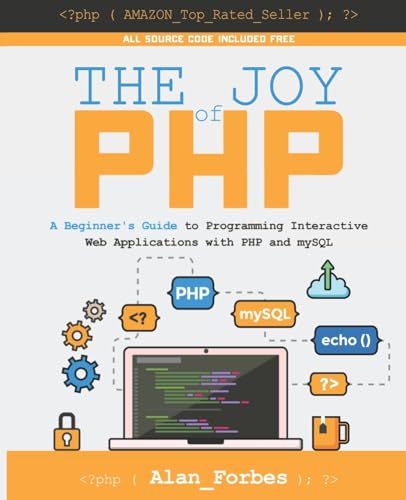 <?php ( AMAZON_Top_Rated_Seller ); ?>
ALL SOURCE CODE INCLUDED FREE
THE JOY
of
PHP
A Beginner's Guide to Programming Interactive
Web Applications with PHP and mySQL
PHP
<?
mySQL
echo ()
?>
<?php ( Alan_Forbes ); ?>